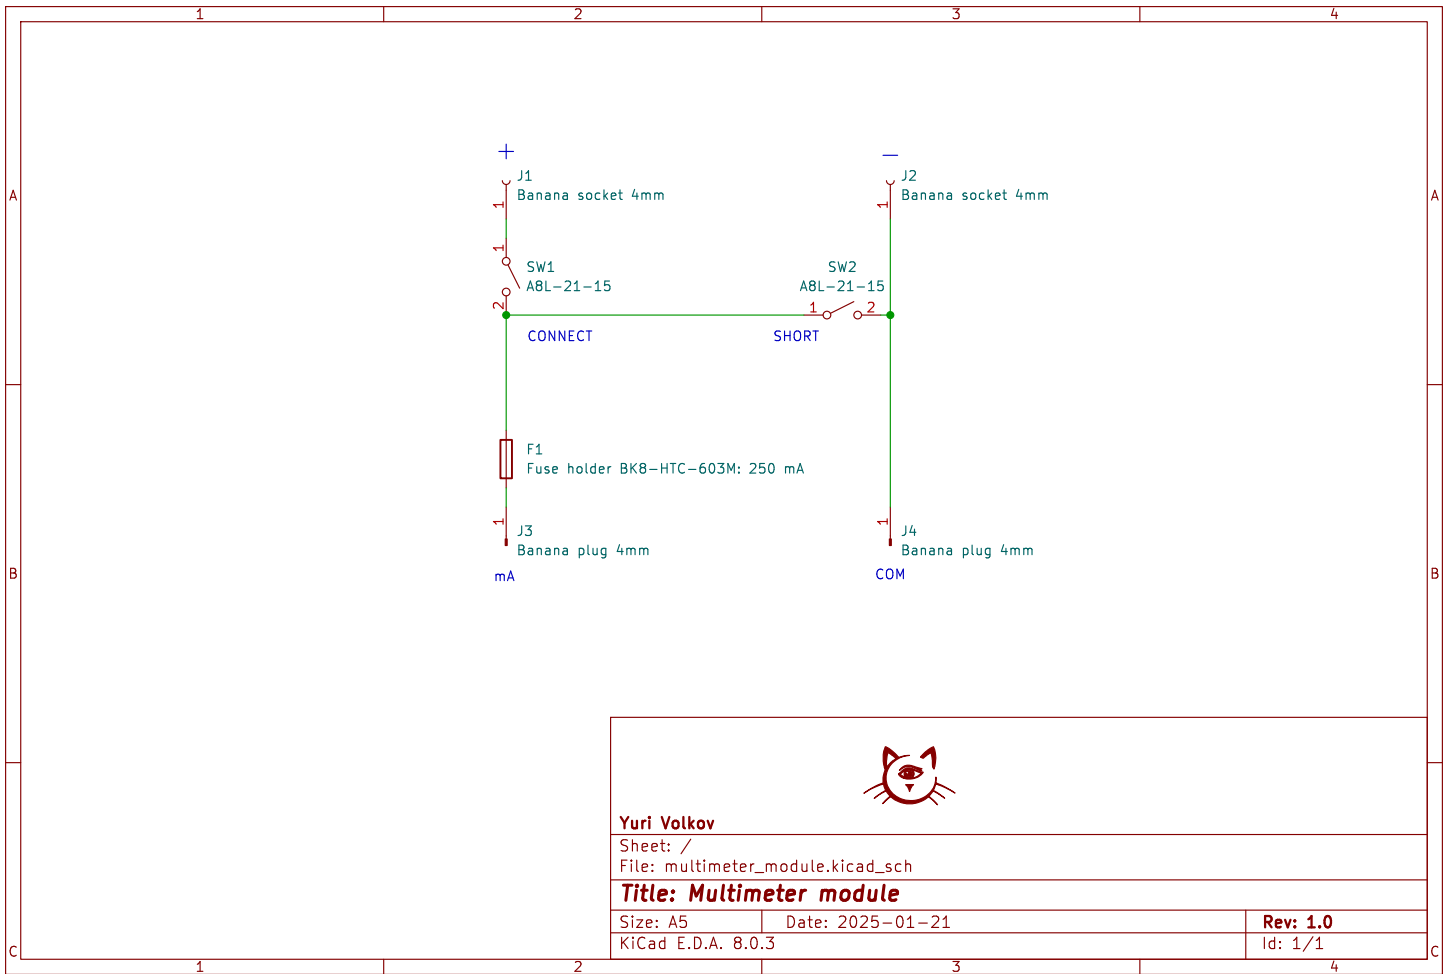 1 2 3 4
+ −
J1
Banana socket 4mm
1
J2
Banana socket 4mm
1
A A
1
SW1
A8L-21-15
2
SW2
A8L-21-15
1 2
CONNECT SHORT
F1
Fuse holder BK8-HTC-603M: 250 mA
1
J3
Banana plug 4mm
mA
1
J4
Banana plug 4mm
COM
B B
Yuri Volkov
Sheet: /
File: multimeter_module.kicad_sch
Title: Multimeter module
Size: A5 Date: 2025-01-21 Rev: 1.0
KiCad E.D.A. 8.0.3 Id: 1/1
C C
1 2 3 4